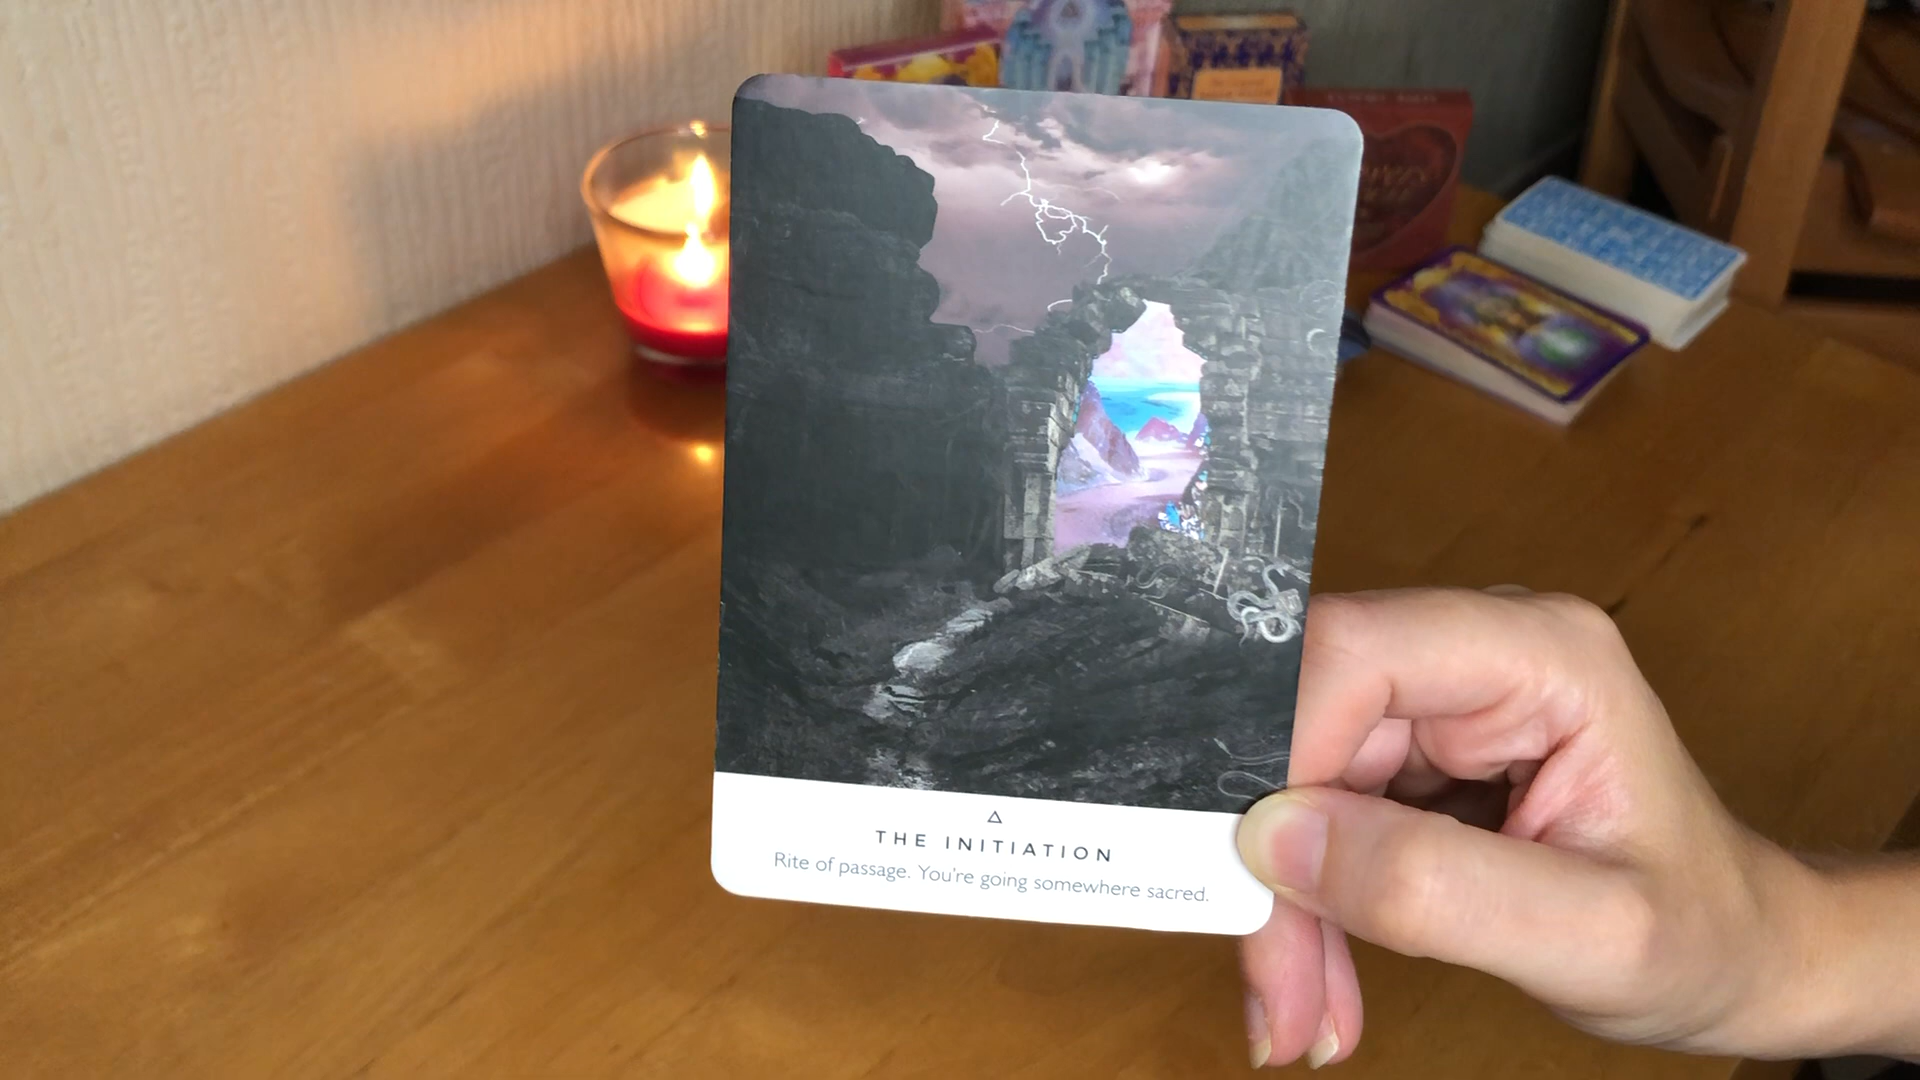 THE INITIATION
Rite of passage. You're going somewhere sacred.